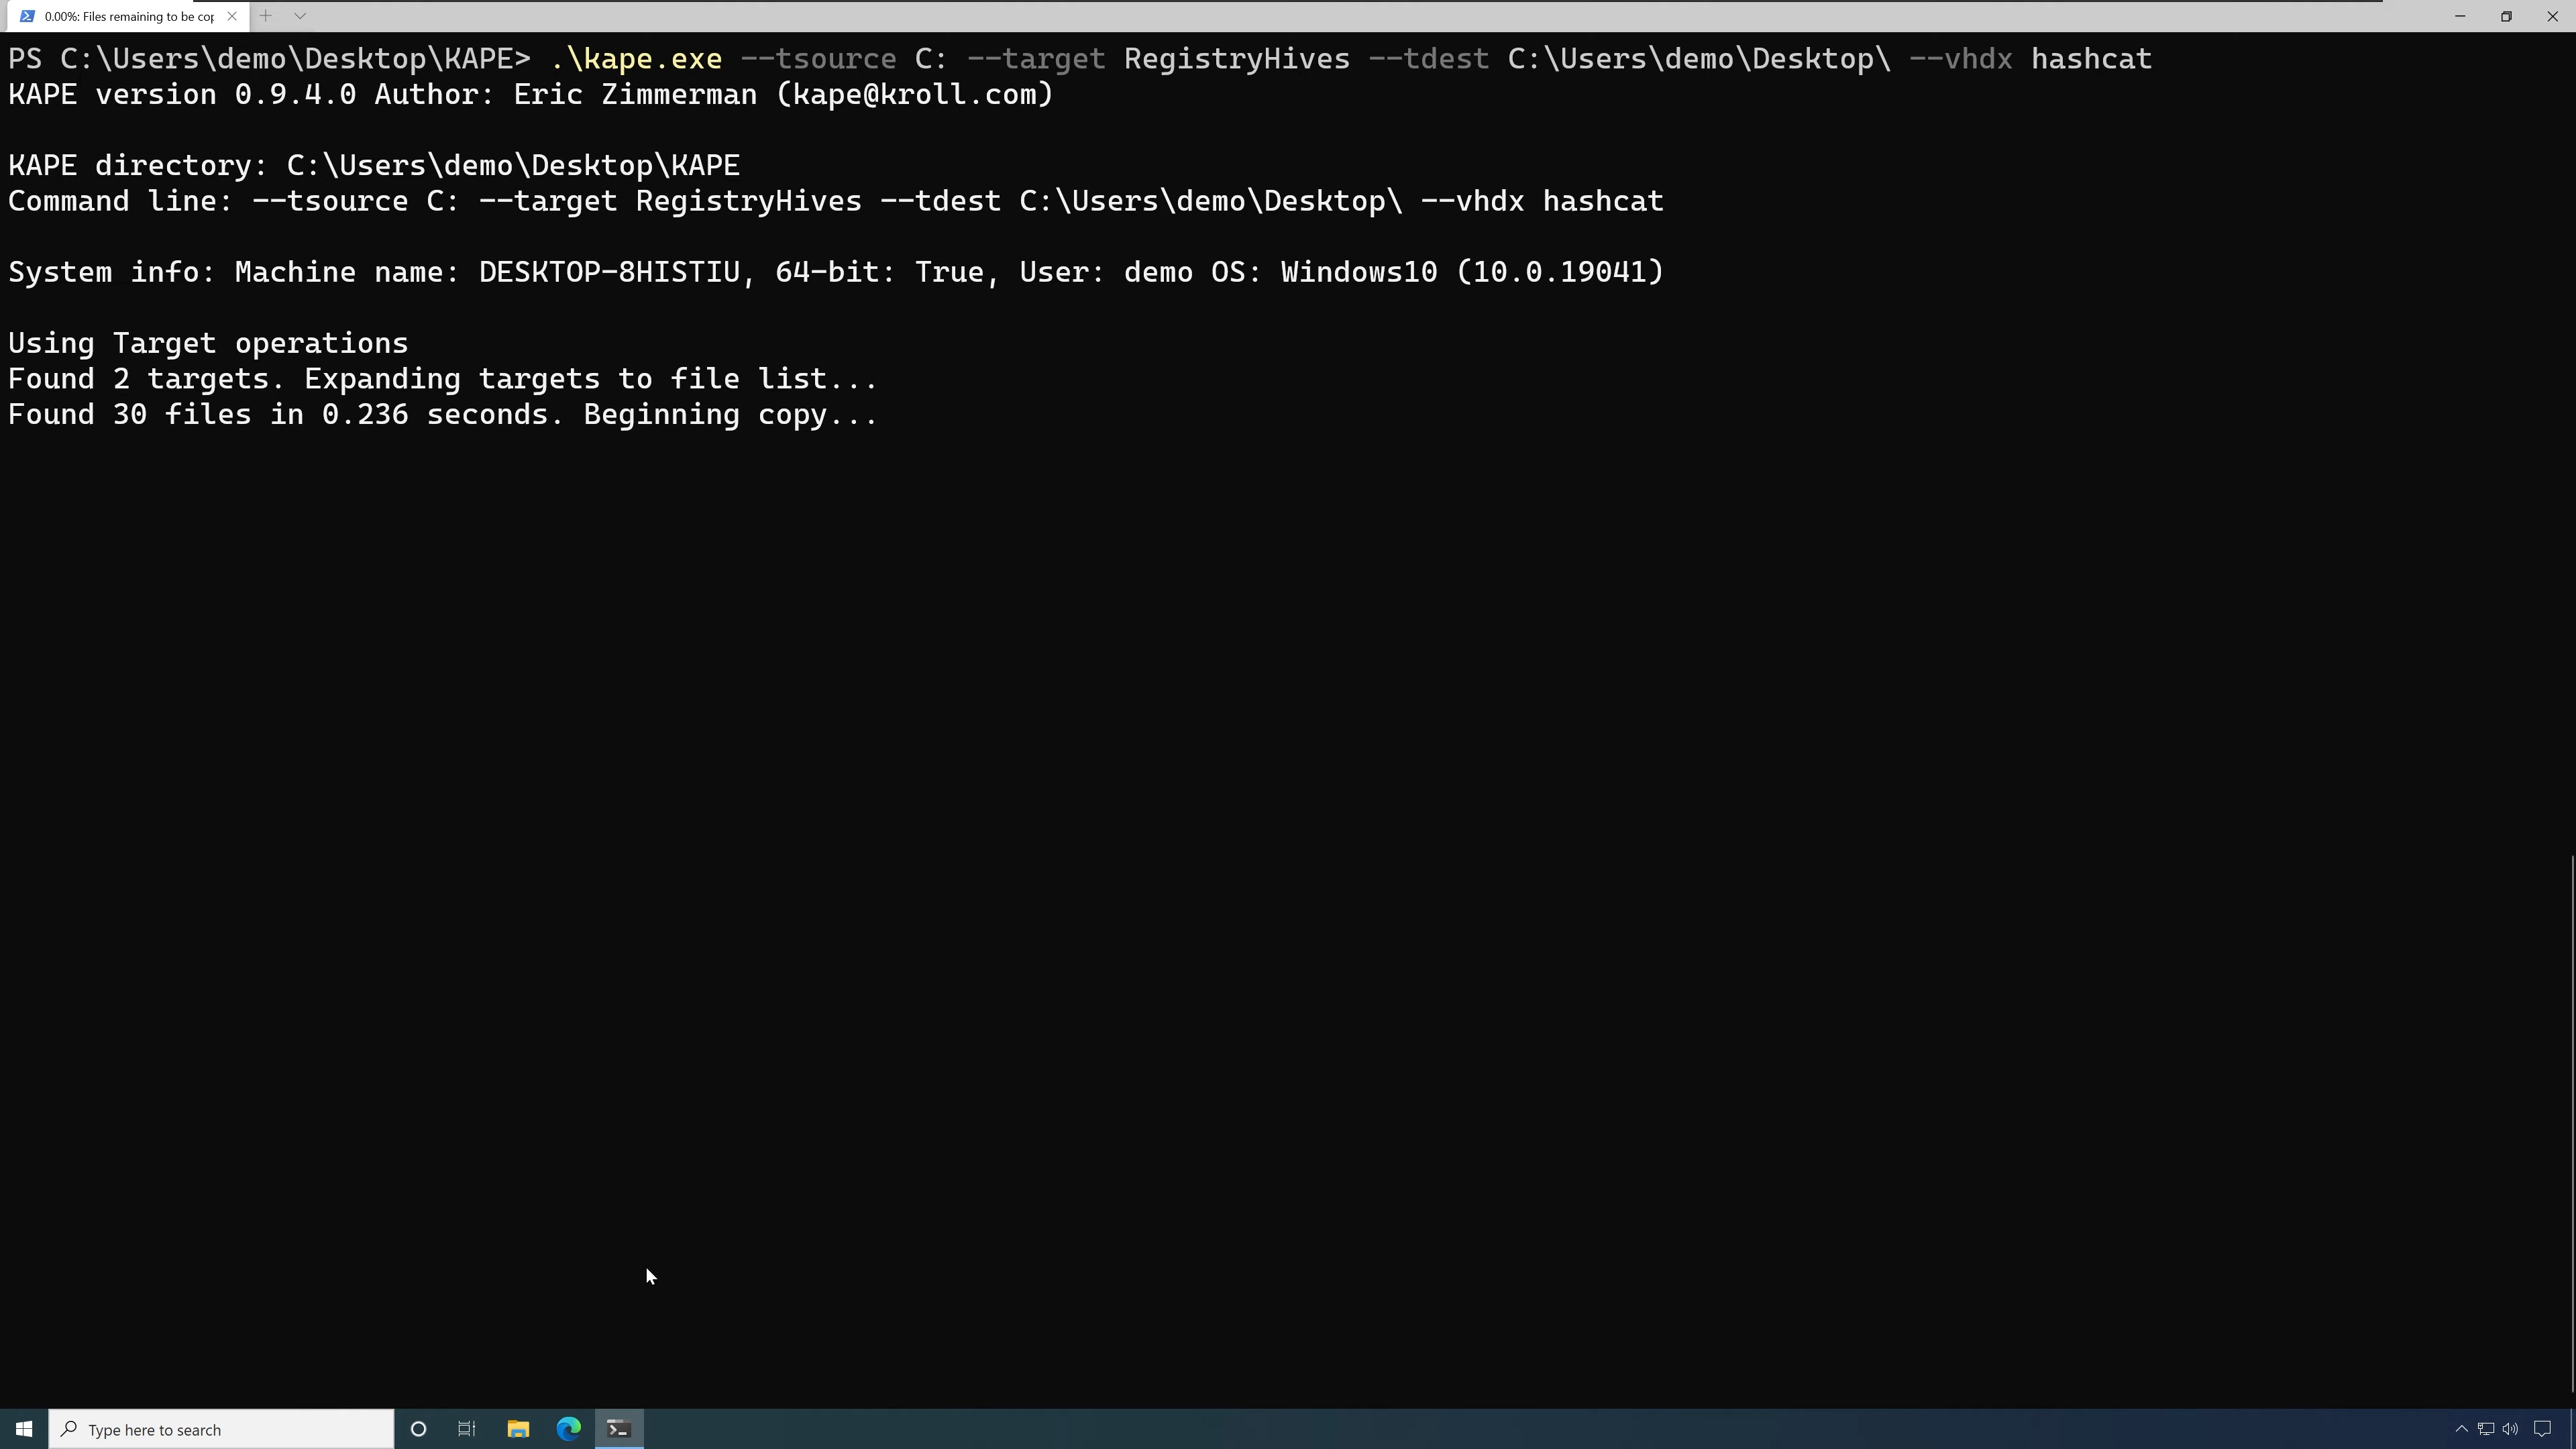 0.00%: Files remaining to be cop
PS C:\Users\demo\Desktop\KAPE> .\kape.exe --tsource C: --target RegistryHives --tdest C:\Users\demo\Desktop\ --vhdx hashcat
KAPE version 0.9.4.0 Author: Eric Zimmerman (kape@kroll.com)
KAPE directory: C:\Users\demo\Desktop\KAPE
Command line: --tsource C: --target RegistryHives --tdest C:\Users\demo\Desktop\ --vhdx hashcat
System info: Machine name: DESKTOP-8HISTIU, 64-bit: True, User: demo OS: Windows10 (10.0.19041)
Using Target operations
Found 2 targets. Expanding targets to file list...
Found 30 files in 0.236 seconds. Beginning copy...
Type here to search